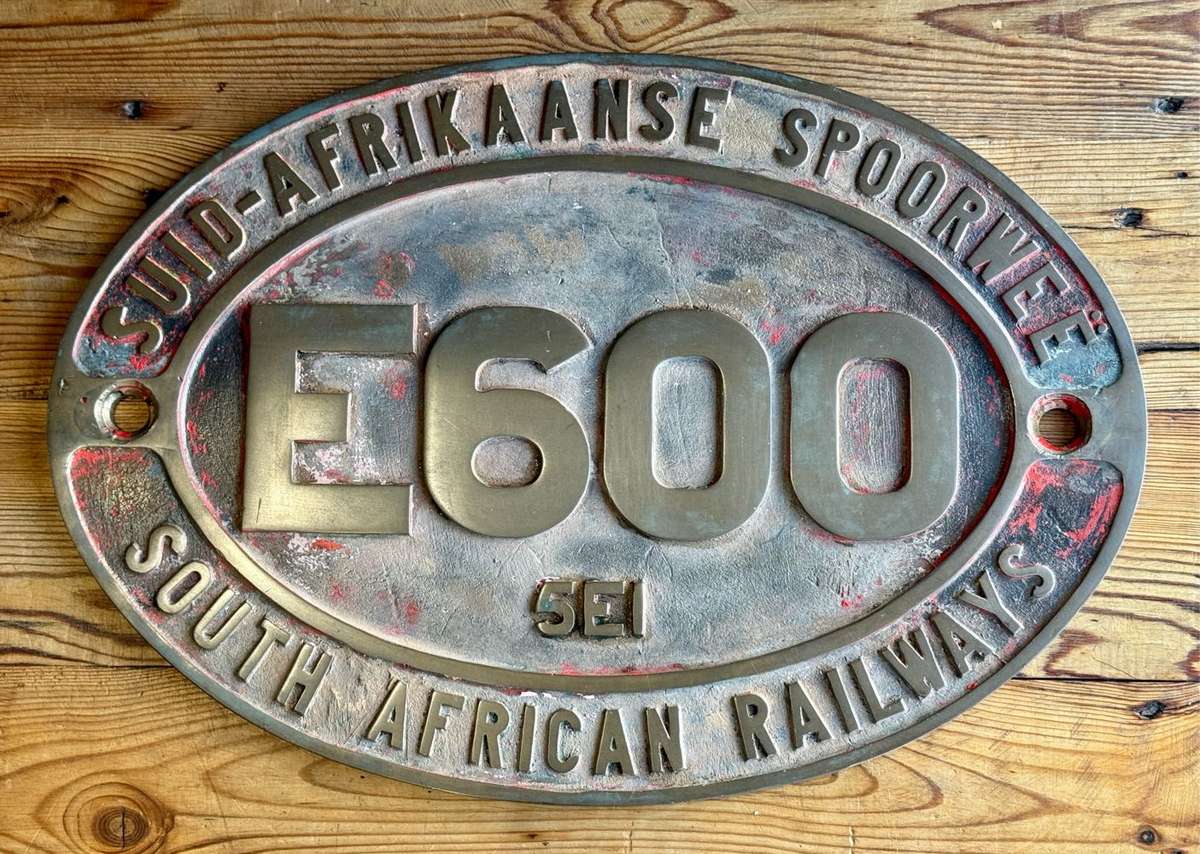 SUID-AFRIKAANSE SPOORWEË
E600
5E1
SOUTH AFRICAN RAILWAYS